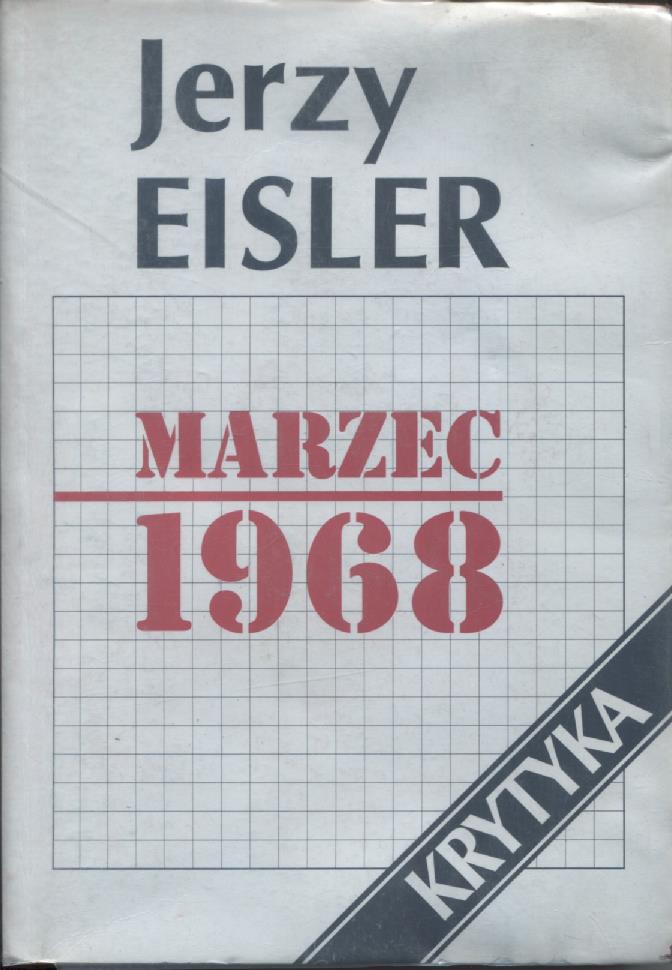 Jerzy
EISLER
MARZEC
1968
KRYTYKA